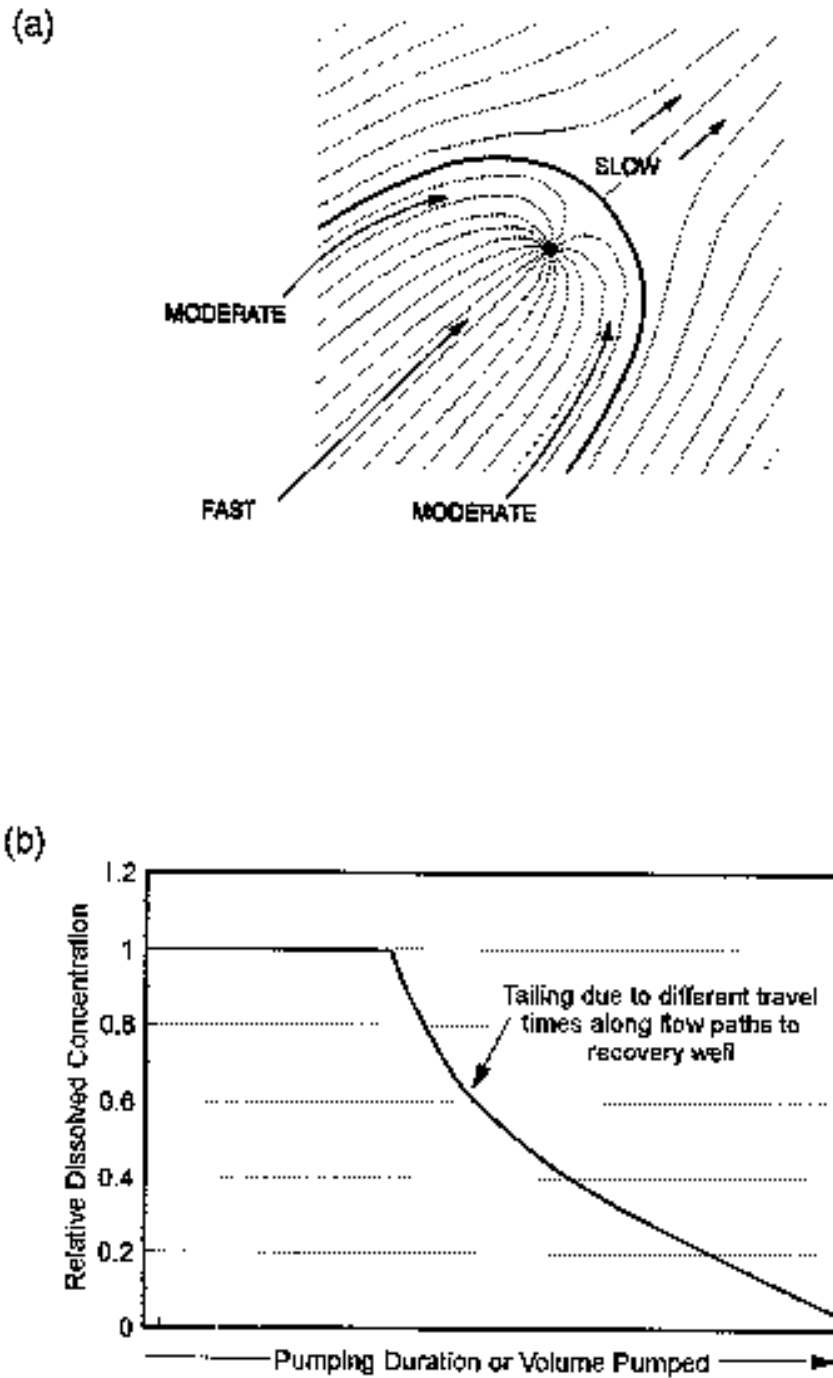 (a)
SLOW
MODERATE
FAST
MODERATE
(b)
1.2
1
0.8
0.6
0.4
0.2
0
Relative Dissolved Concentration
Tailing due to different travel
times along flow paths to
recovery well
Pumping Duration or Volume Pumped